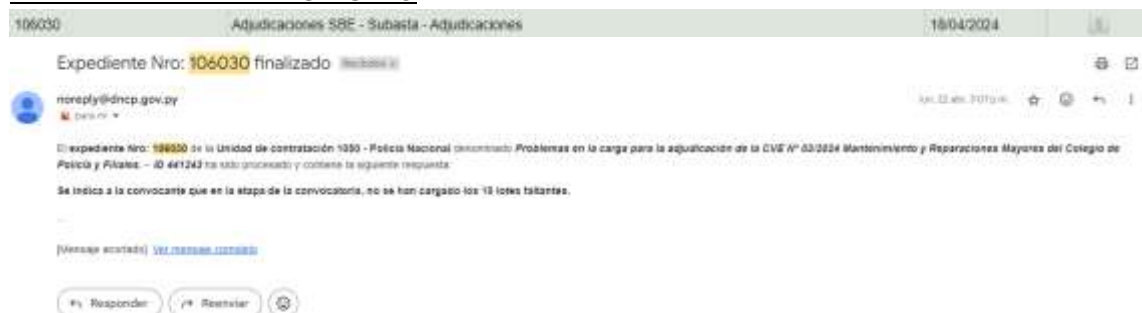 106030 Adjudicaciones SBE - Subasta - Adjudicaciones 18/04/2024
Expediente Nro: 106030 finalizado
noreply@dncp.gov.py
para mí
El expediente Nro: 106030 de la Unidad de contratación 1050 - Policía Nacional denominado Problemas en la carga para la adjudicación de la CVE Nº 02/2024 Mantenimiento y Reparaciones Mayores del Colegio de
Policía y Filiales. - ID 441243 ha sido procesado y contiene la siguiente respuesta:
Se indica a la convocante que en la etapa de la convocatoria, no se han cargado los lotes faltantes.
...
[Mensaje acortado] Ver mensaje completo
Responder Reenviar